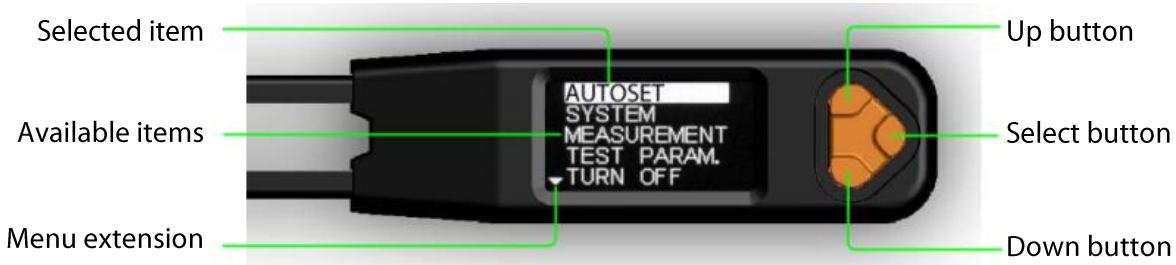 Selected item
Available items
Menu extension
AUTOSET
SYSTEM
MEASUREMENT
TEST PARAM.
TURN OFF
Up button
Select button
Down button